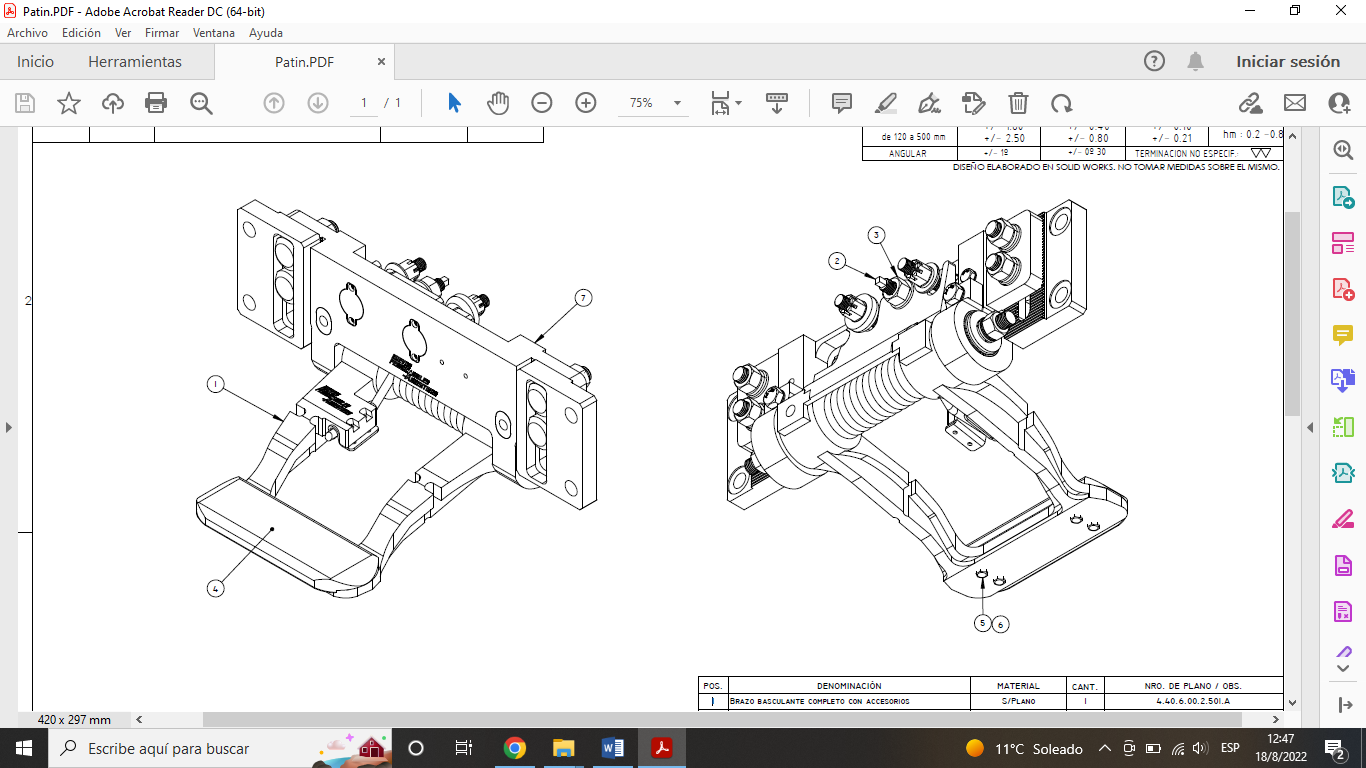 Patin.PDF - Adobe Acrobat Reader DC (64-bit)
Archivo Edición Ver Firmar Ventana Ayuda
Inicio Herramientas Patin.PDF × Iniciar sesión
1 / 1 75%
de 120 a 500 mm +/- 2.50 +/- 0.80 +/- 0.21 hm : 0.2 -0.8
ANGULAR +/- 1º +/- 0º 30 TERMINACION NO ESPECIF.:
DISEÑO ELABORADO EN SOLID WORKS. NO TOMAR MEDIDAS SOBRE EL MISMO.
3
2
7
2
1
4
5 6
POS. DENOMINACIÓN MATERIAL CANT. NRO. DE PLANO / OBS.
1 BRAZO BASCULANTE COMPLETO CON ACCESORIOS S/PLANO 1 4.40.6.00.2.501.A
420 x 297 mm
Escribe aquí para buscar
11°C Soleado
ESP
12:47
18/8/2022
2